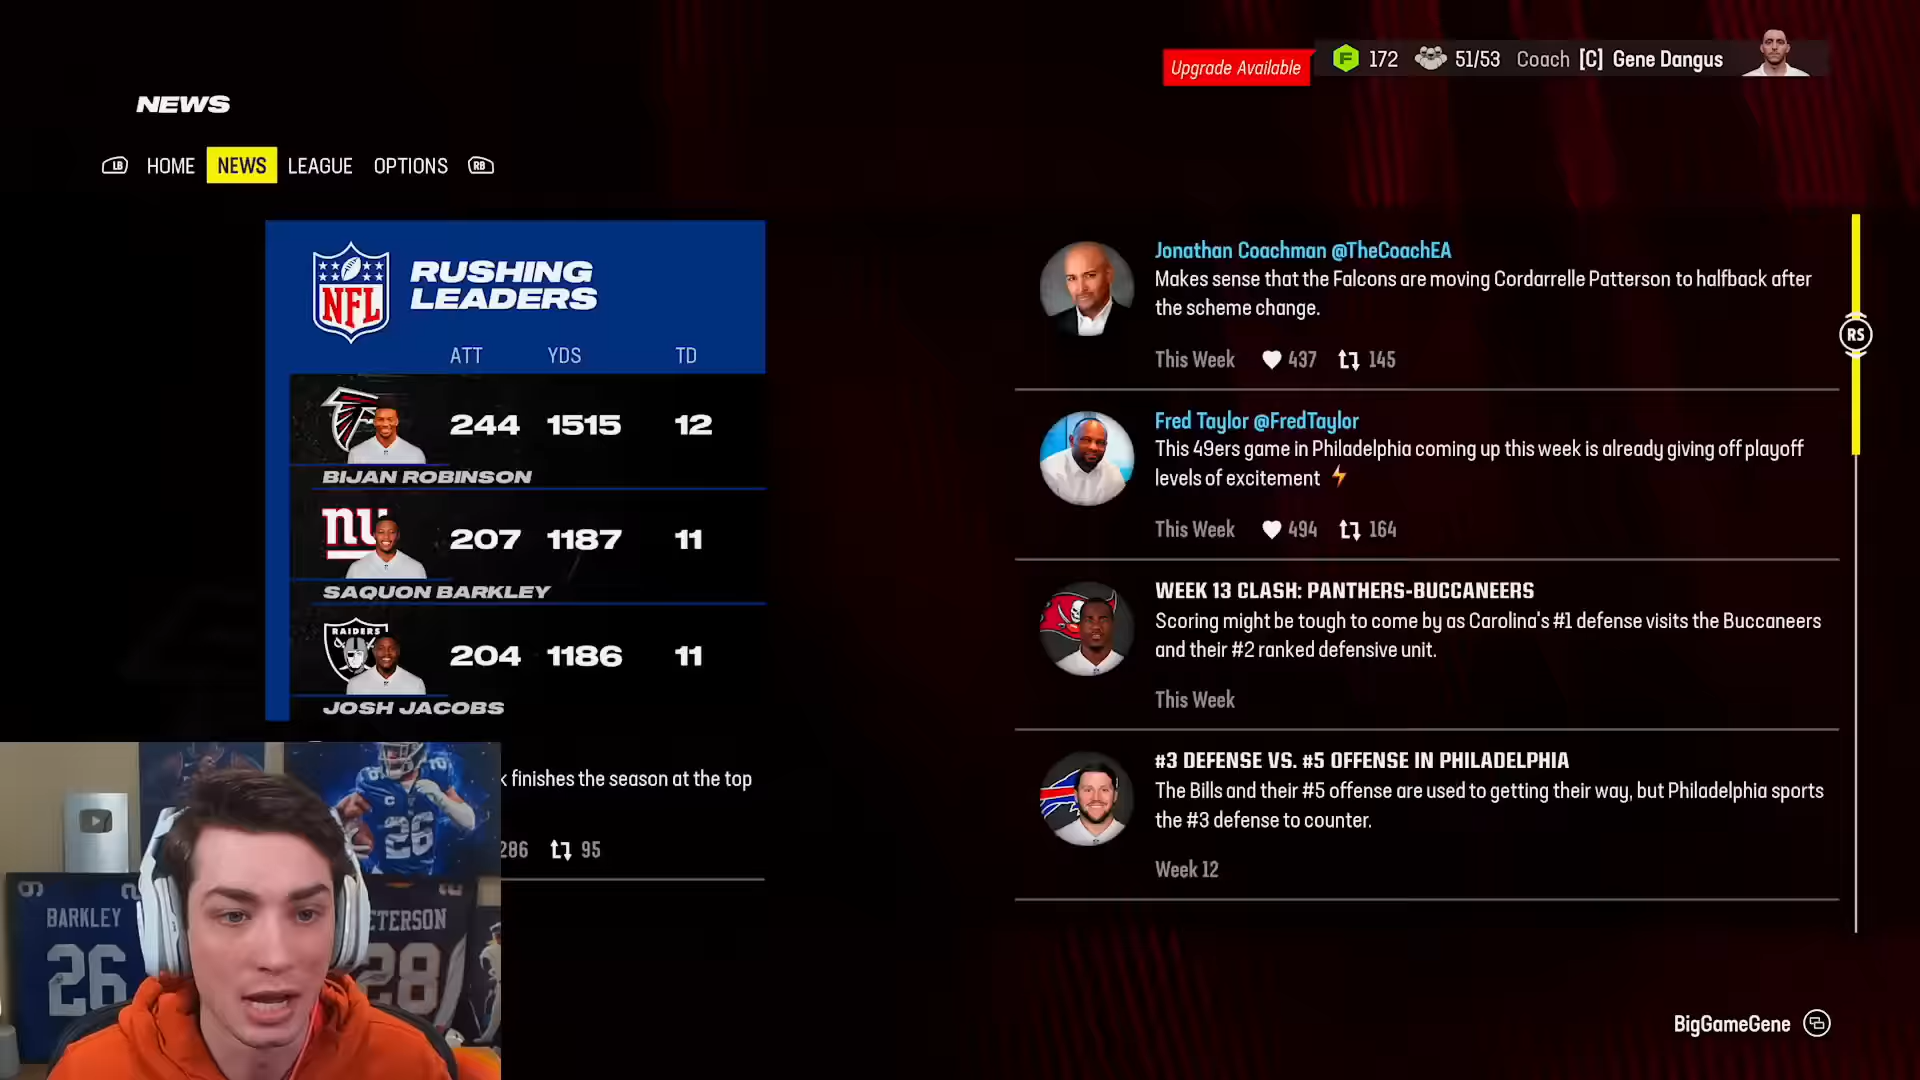 Upgrade Available
172
51/53
Coach [C] Gene Dangus
NEWS
LB HOME NEWS LEAGUE OPTIONS RB
NFL
RUSHING
LEADERS
ATT YDS TD
244 1515 12
BIJAN ROBINSON
ny
207 1187 11
SAQUON BARKLEY
RAIDERS
204 1186 11
JOSH JACOBS
finishes the season at the top
286 95
Jonathan Coachman @TheCoachEA
Makes sense that the Falcons are moving Cordarrelle Patterson to halfback after
the scheme change.
This Week 437 145
Fred Taylor @FredTaylor
This 49ers game in Philadelphia coming up this week is already giving off playoff
levels of excitement ⚡
This Week 494 164
WEEK 13 CLASH: PANTHERS-BUCCANEERS
Scoring might be tough to come by as Carolina's #1 defense visits the Buccaneers
and their #2 ranked defensive unit.
This Week
#3 DEFENSE VS. #5 OFFENSE IN PHILADELPHIA
The Bills and their #5 offense are used to getting their way, but Philadelphia sports
the #3 defense to counter.
Week 12
RS
BARKLEY
26
26
ETERSON
28
BigGameGene